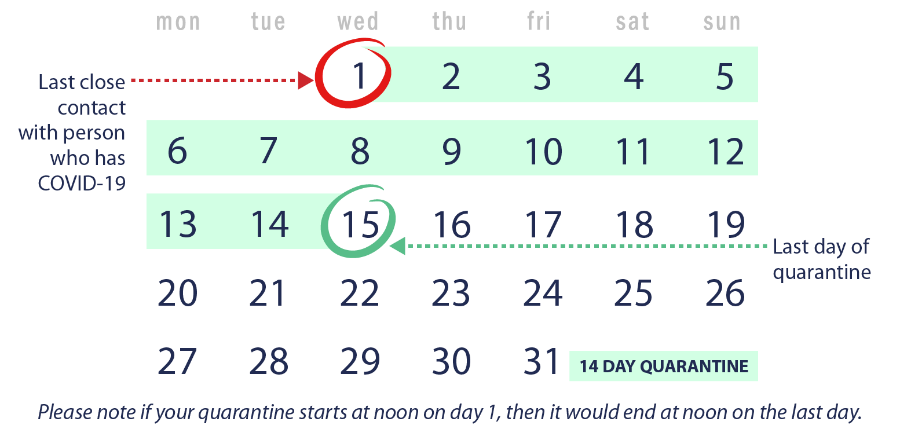 mon tue wed thu fri sat sun
Last close
contact
with person
who has
COVID-19
1 2 3 4 5
6 7 8 9 10 11 12
13 14 15 16 17 18 19
Last day of
quarantine
20 21 22 23 24 25 26
27 28 29 30 31 14 DAY QUARANTINE
Please note if your quarantine starts at noon on day 1, then it would end at noon on the last day.